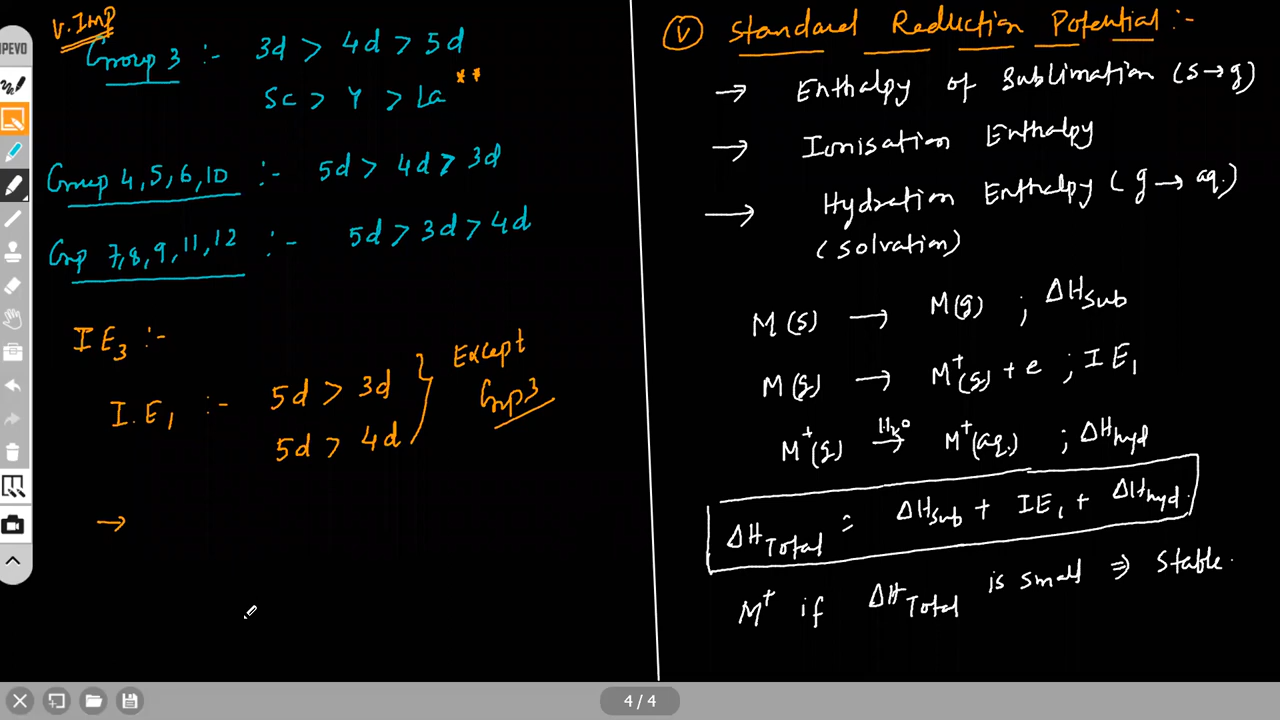 IPEVO
V.Imp
Group 3 :- 3d > 4d > 5d
Sc > Y > La **
Group 4,5,6,10 :- 5d > 4d > 3d
Grp 7,8,9,11,12 :- 5d > 3d > 4d
IE₃ :-
I.E₁ :- 5d > 3d
5d > 4d
Except
Grp 3
→
(V) Standard Reduction Potential :-
→ Enthalpy of Sublimation (s→g)
→ Ionisation Enthalpy
→ Hydration Enthalpy (g→ aq.)
(solvation)
M(s) → M(g) ; ΔHsub
M(g) → M⁺(g) + e ; IE₁
M⁺(g) H₂O→ M⁺(aq.) ; ΔHhyd
ΔHTotal = ΔHsub + IE₁ + ΔHhyd.
M⁺ if ΔHTotal is small ⇒ Stable.
4 / 4